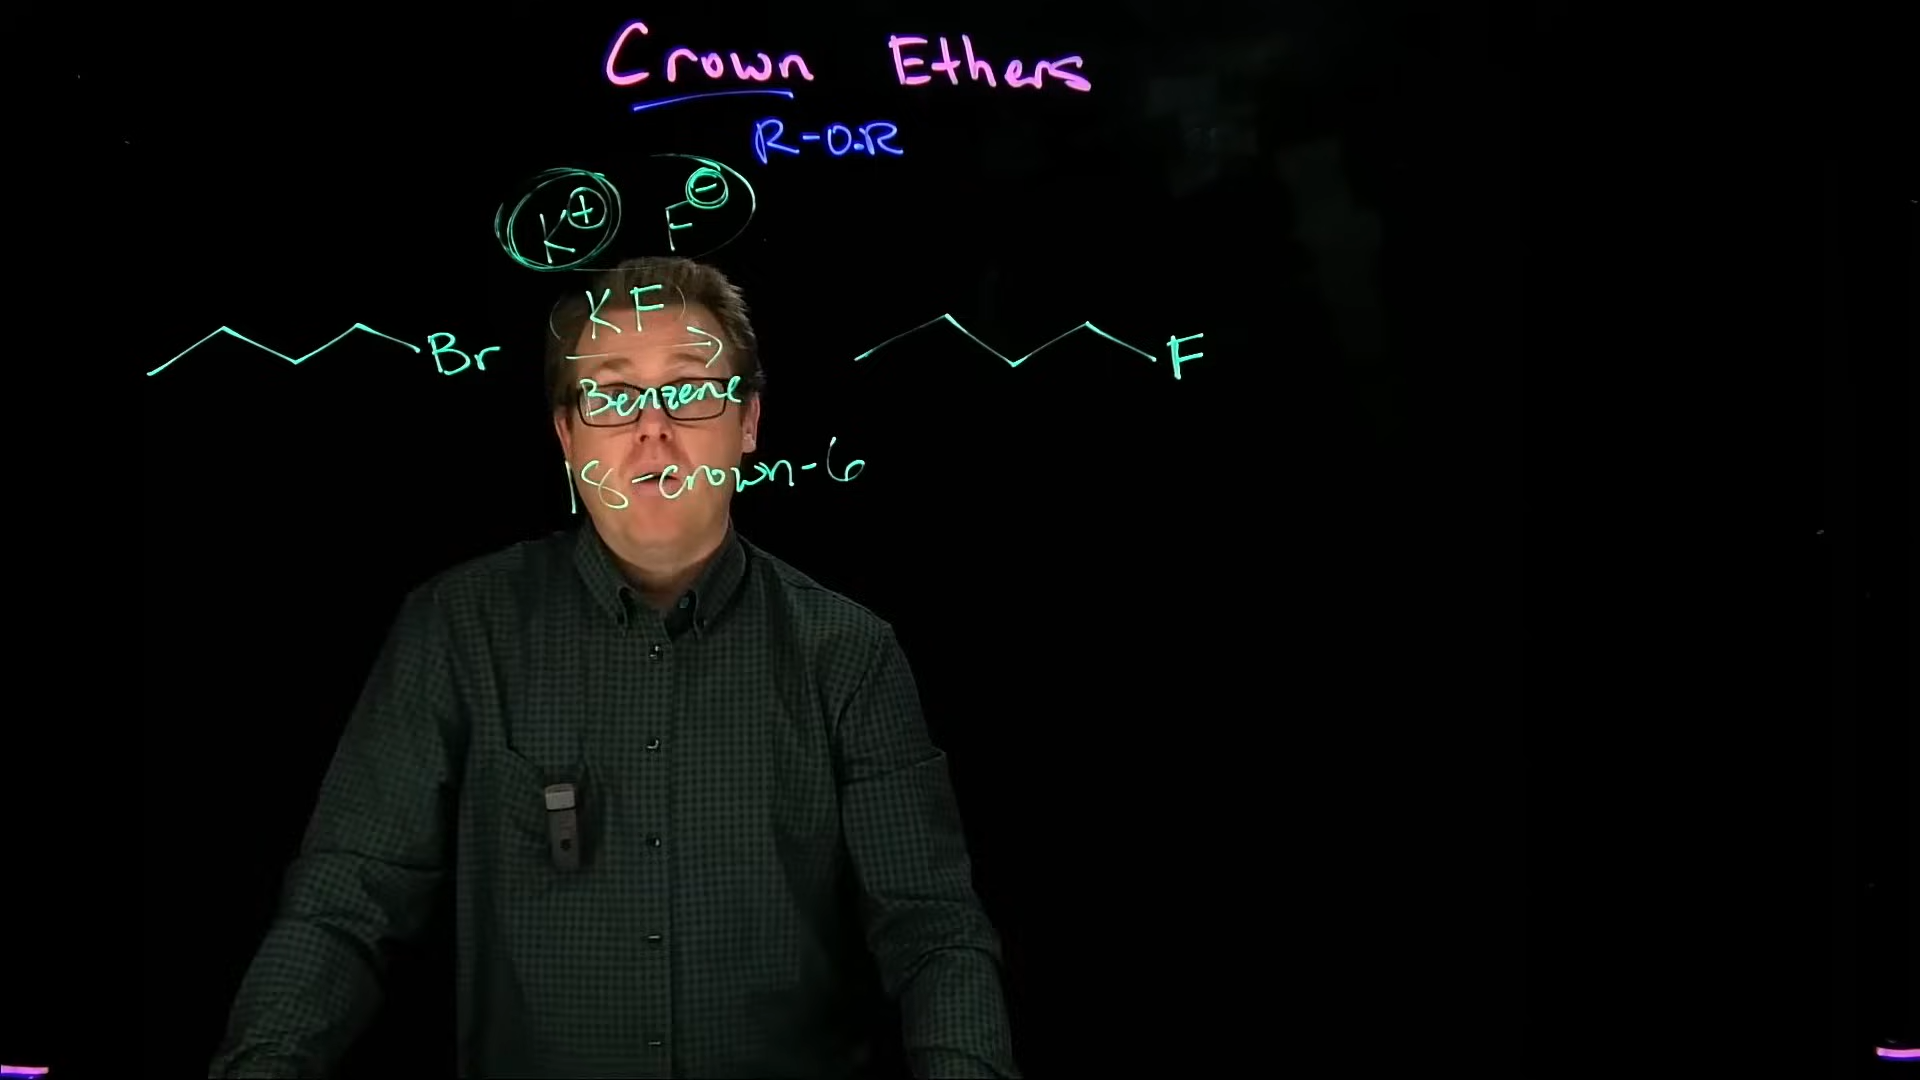 Crown Ethers
R-O-R
K⊕ F⊖
KF
Br F
Benzene
18-crown-6